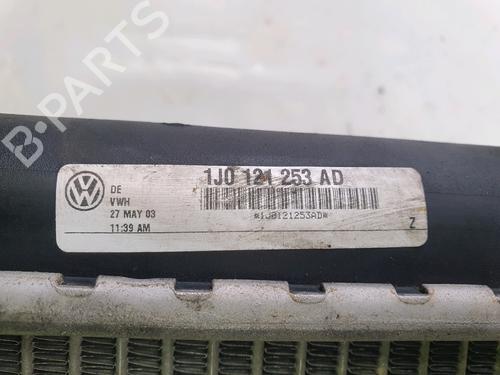 B-PARTS
1J0 121 253 AD
DE
VWH
27 MAY 03
*1J0121253AD*
11:39 AM
Z